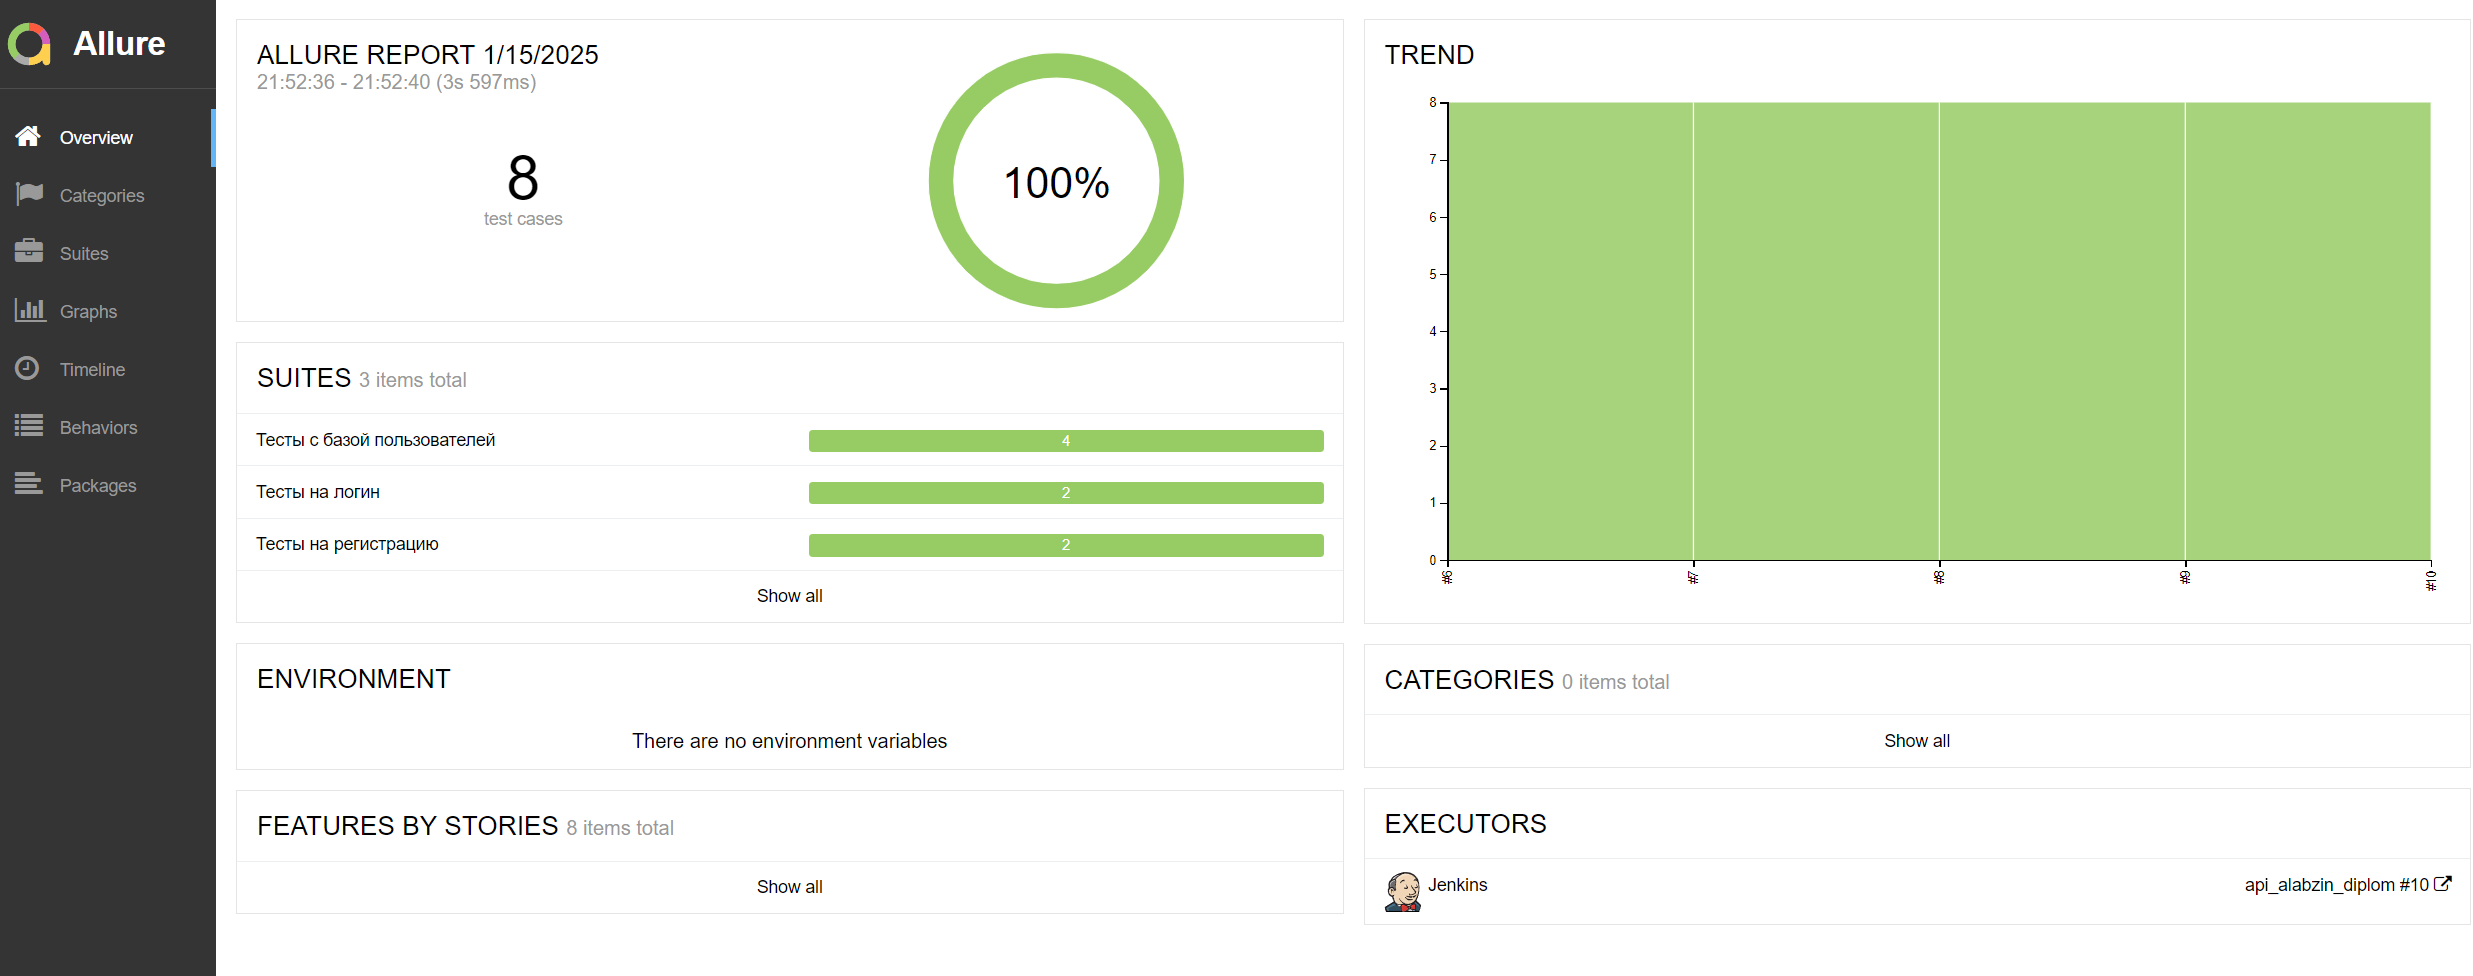 Allure
Overview
Categories
Suites
Graphs
Timeline
Behaviors
Packages
ALLURE REPORT 1/15/2025
21:52:36 - 21:52:40 (3s 597ms)
8
test cases
100%
SUITES 3 items total
Тесты с базой пользователей 4
Тесты на логин 2
Тесты на регистрацию 2
Show all
ENVIRONMENT
There are no environment variables
FEATURES BY STORIES 8 items total
Show all
TREND
8
7
6
5
4
3
2
1
0
#6 #7 #8 #9 #10
CATEGORIES 0 items total
Show all
EXECUTORS
Jenkins api_alabzin_diplom #10